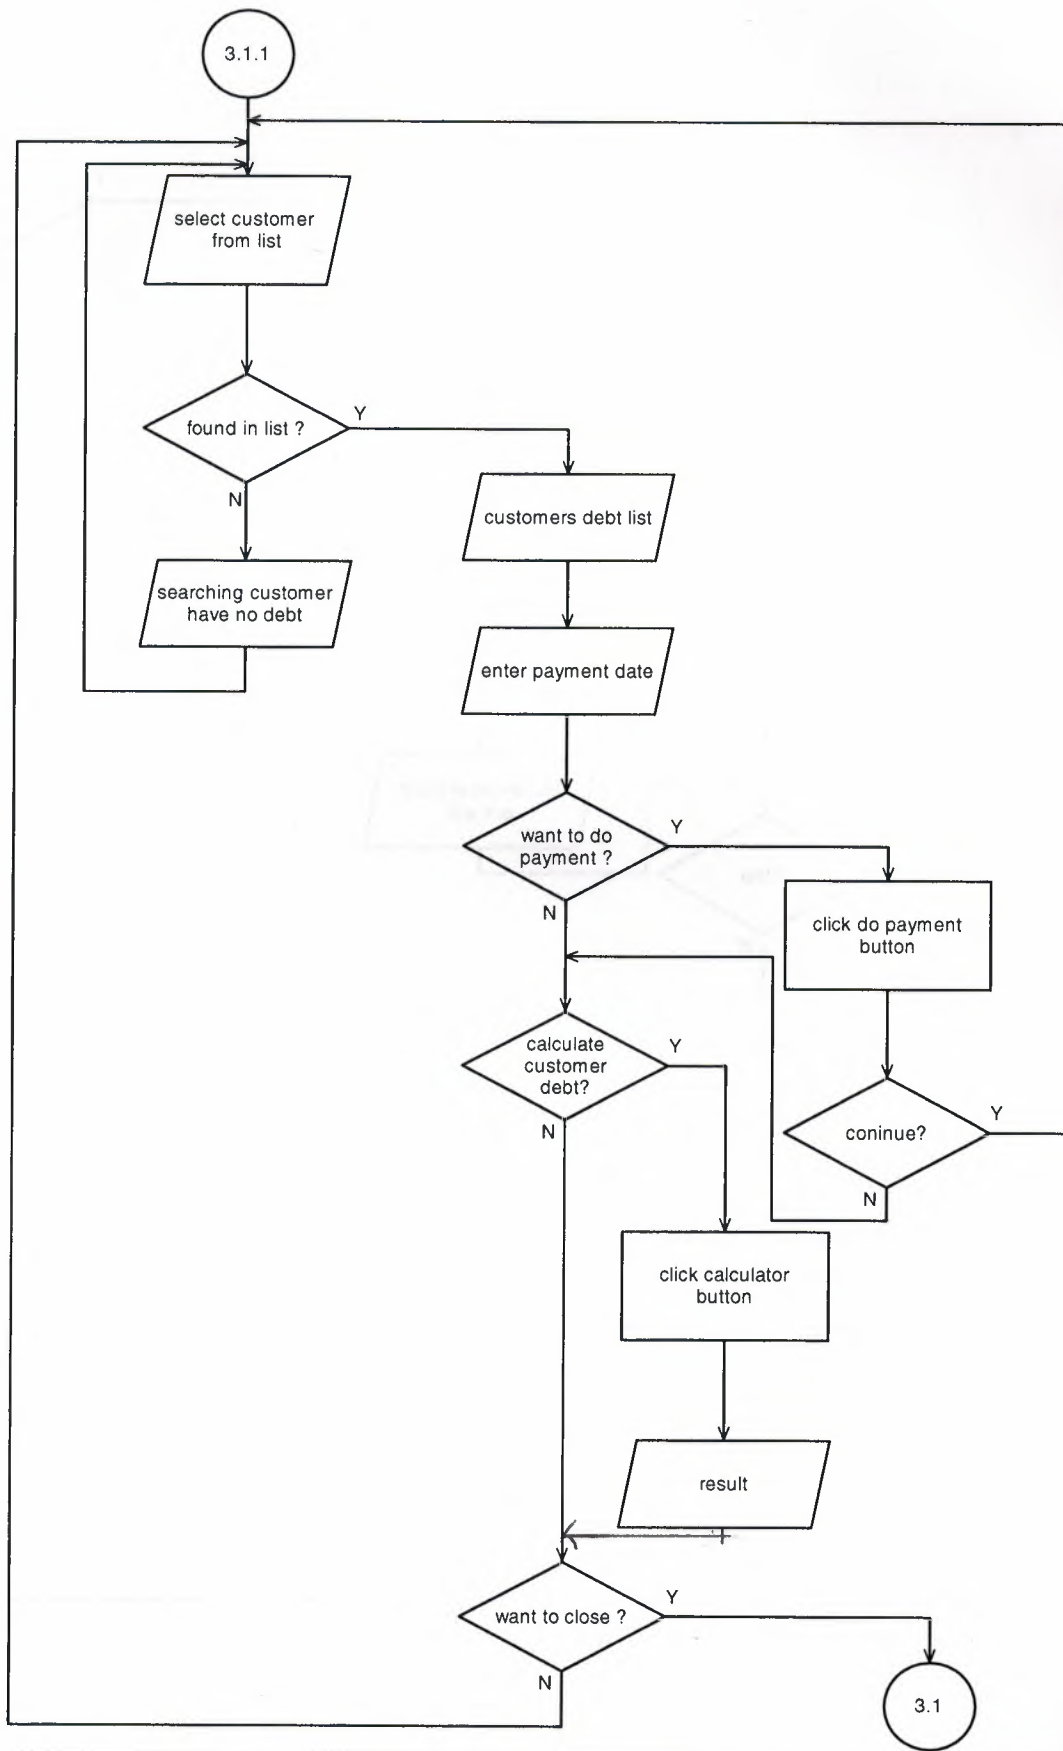 3.1.1
select customer
from list
found in list ?
Y
N
customers debt list
searching customer
have no debt
enter payment date
want to do
payment ?
Y
N
click do payment
button
calculate
customer
debt?
Y
N
coninue?
Y
N
click calculator
button
result
want to close ?
Y
N
3.1